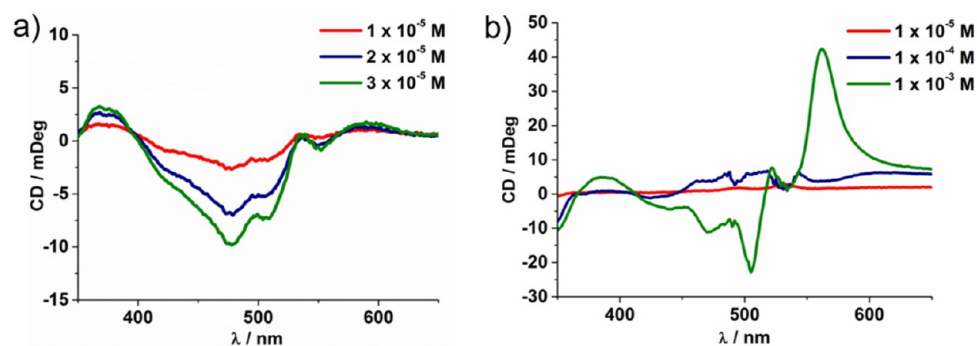 a)
1 x 10⁻⁵ M
2 x 10⁻⁵ M
3 x 10⁻⁵ M
10
5
0
-5
-10
-15
CD / mDeg
400 500 600
λ / nm
b)
1 x 10⁻⁵ M
1 x 10⁻⁴ M
1 x 10⁻³ M
50
40
30
20
10
0
-10
-20
-30
CD / mDeg
400 500 600
λ / nm